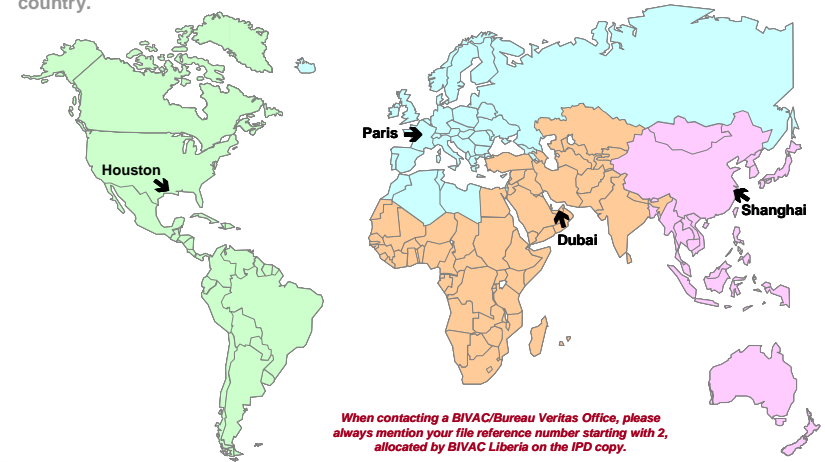 country.
Paris
Houston
Shanghai
Dubai
When contacting a BIVAC/Bureau Veritas Office, please
always mention your file reference number starting with 2,
allocated by BIVAC Liberia on the IPD copy.